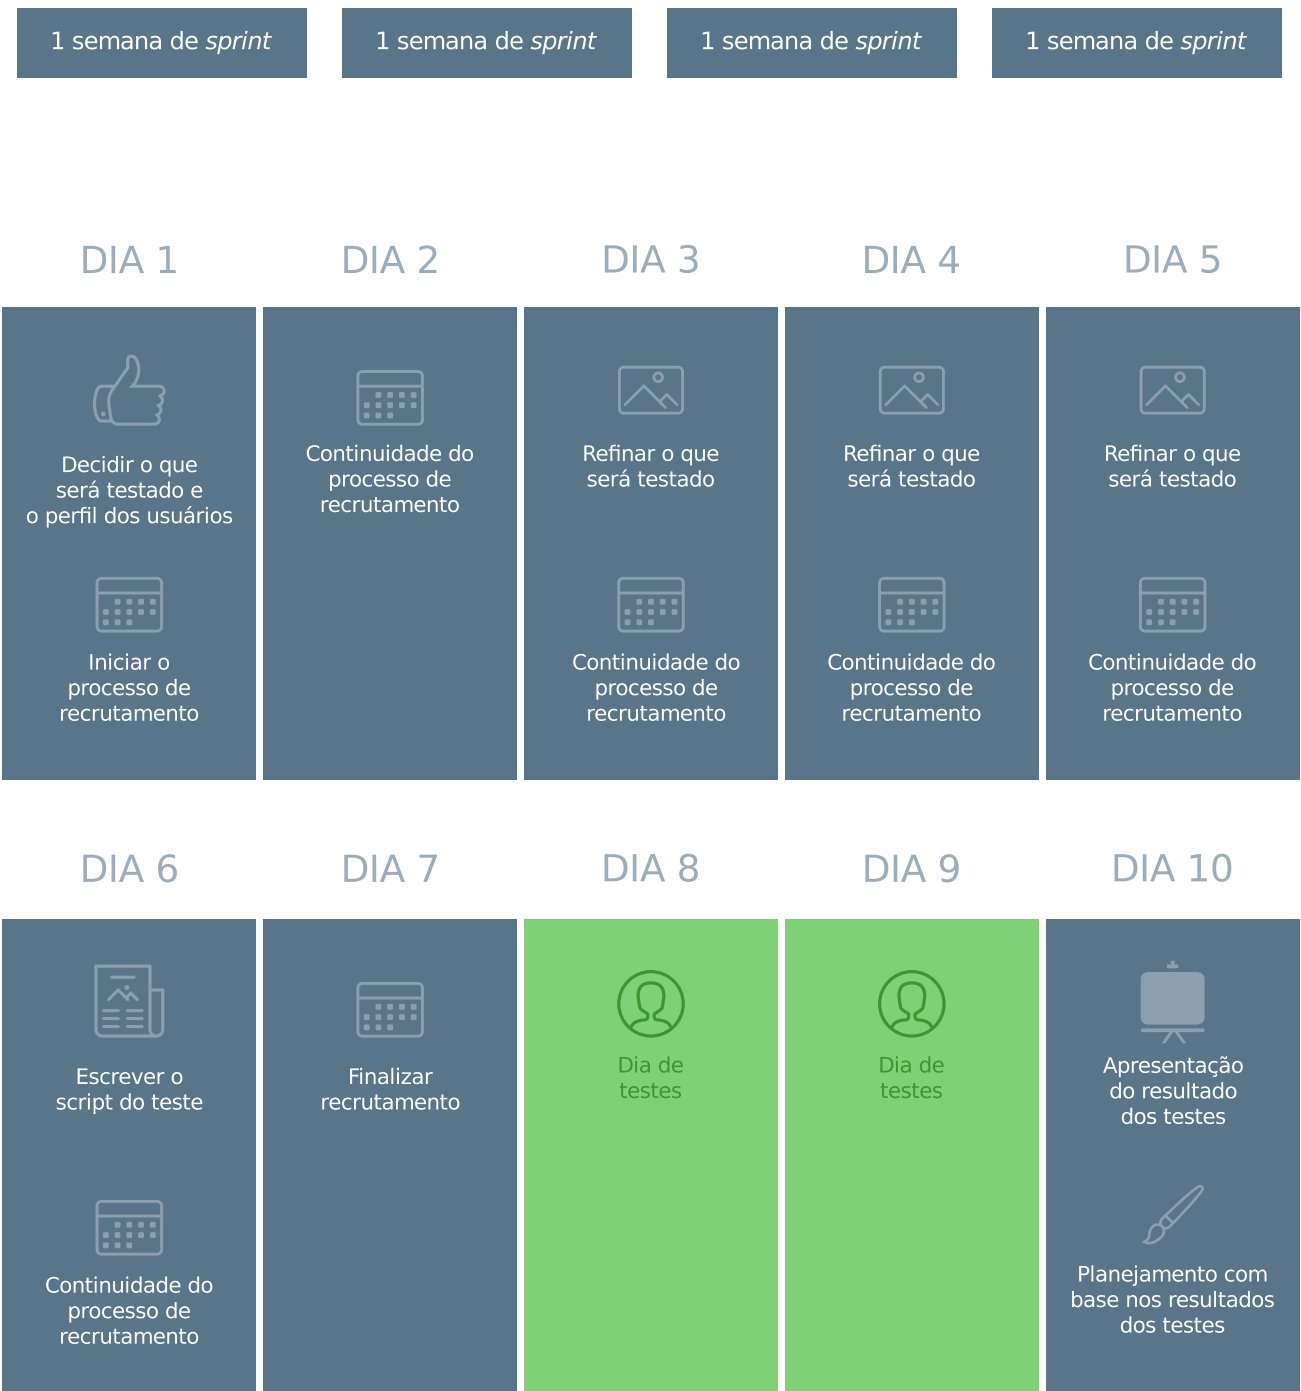 1 semana de sprint
1 semana de sprint
1 semana de sprint
1 semana de sprint
DIA 1
Decidir o que
será testado e
o perfil dos usuários
Iniciar o
processo de
recrutamento
DIA 2
Continuidade do
processo de
recrutamento
DIA 3
Refinar o que
será testado
Continuidade do
processo de
recrutamento
DIA 4
Refinar o que
será testado
Continuidade do
processo de
recrutamento
DIA 5
Refinar o que
será testado
Continuidade do
processo de
recrutamento
DIA 6
Escrever o
script do teste
Continuidade do
processo de
recrutamento
DIA 7
Finalizar
recrutamento
DIA 8
Dia de
testes
DIA 9
Dia de
testes
DIA 10
Apresentação
do resultado
dos testes
Planejamento com
base nos resultados
dos testes